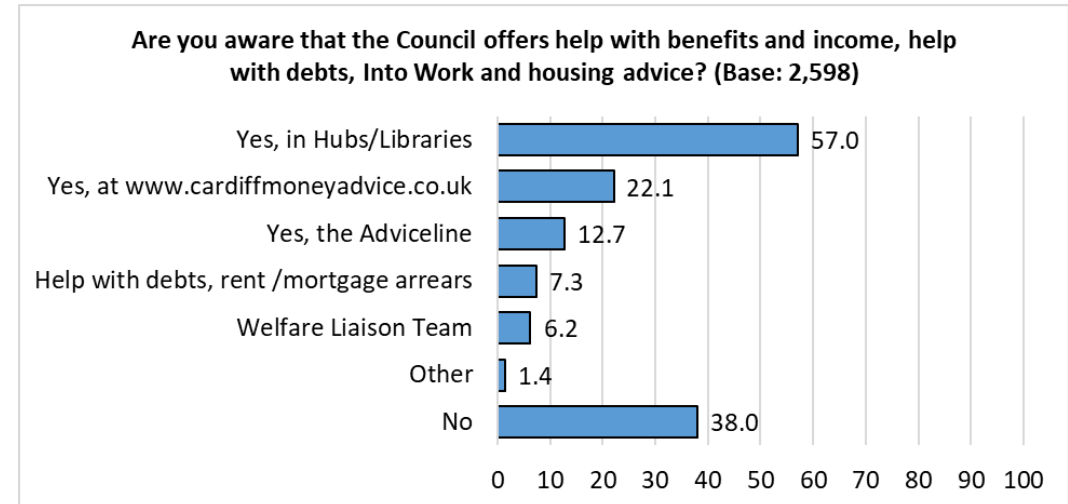 Are you aware that the Council offers help with benefits and income, help
with debts, Into Work and housing advice? (Base: 2,598)
Yes, in Hubs/Libraries 57.0
Yes, at www.cardiffmoneyadvice.co.uk 22.1
Yes, the Adviceline 12.7
Help with debts, rent /mortgage arrears 7.3
Welfare Liaison Team 6.2
Other 1.4
No 38.0
0 10 20 30 40 50 60 70 80 90 100